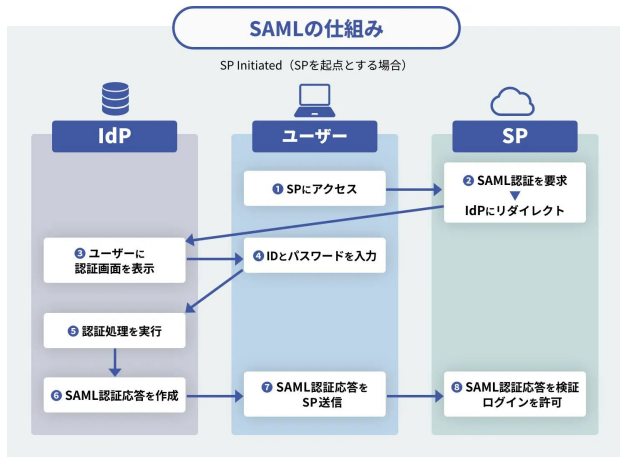 SAMLの仕組み
SP Initiated（SPを起点とする場合）
IdP
ユーザー
SP
❶ SPにアクセス
❷ SAML認証を要求
▼
IdPにリダイレクト
❸ ユーザーに
認証画面を表示
❹ IDとパスワードを入力
❺ 認証処理を実行
❻ SAML認証応答を作成
❼ SAML認証応答を
SP送信
❽ SAML認証応答を検証
ログインを許可